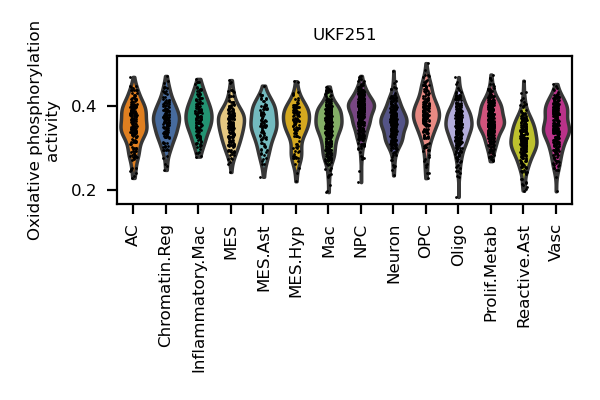 UKF251
Oxidative phosphorylation
activity
0.4
0.2
AC
Chromatin.Reg
Inflammatory.Mac
MES
MES.Ast
MES.Hyp
Mac
NPC
Neuron
OPC
Oligo
Prolif.Metab
Reactive.Ast
Vasc